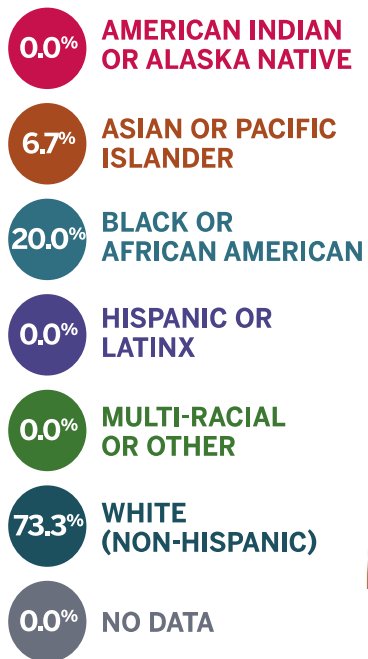 0.0%
AMERICAN INDIAN
OR ALASKA NATIVE
6.7%
ASIAN OR PACIFIC
ISLANDER
20.0%
BLACK OR
AFRICAN AMERICAN
0.0%
HISPANIC OR
LATINX
0.0%
MULTI-RACIAL
OR OTHER
73.3%
WHITE
(NON-HISPANIC)
0.0%
NO DATA